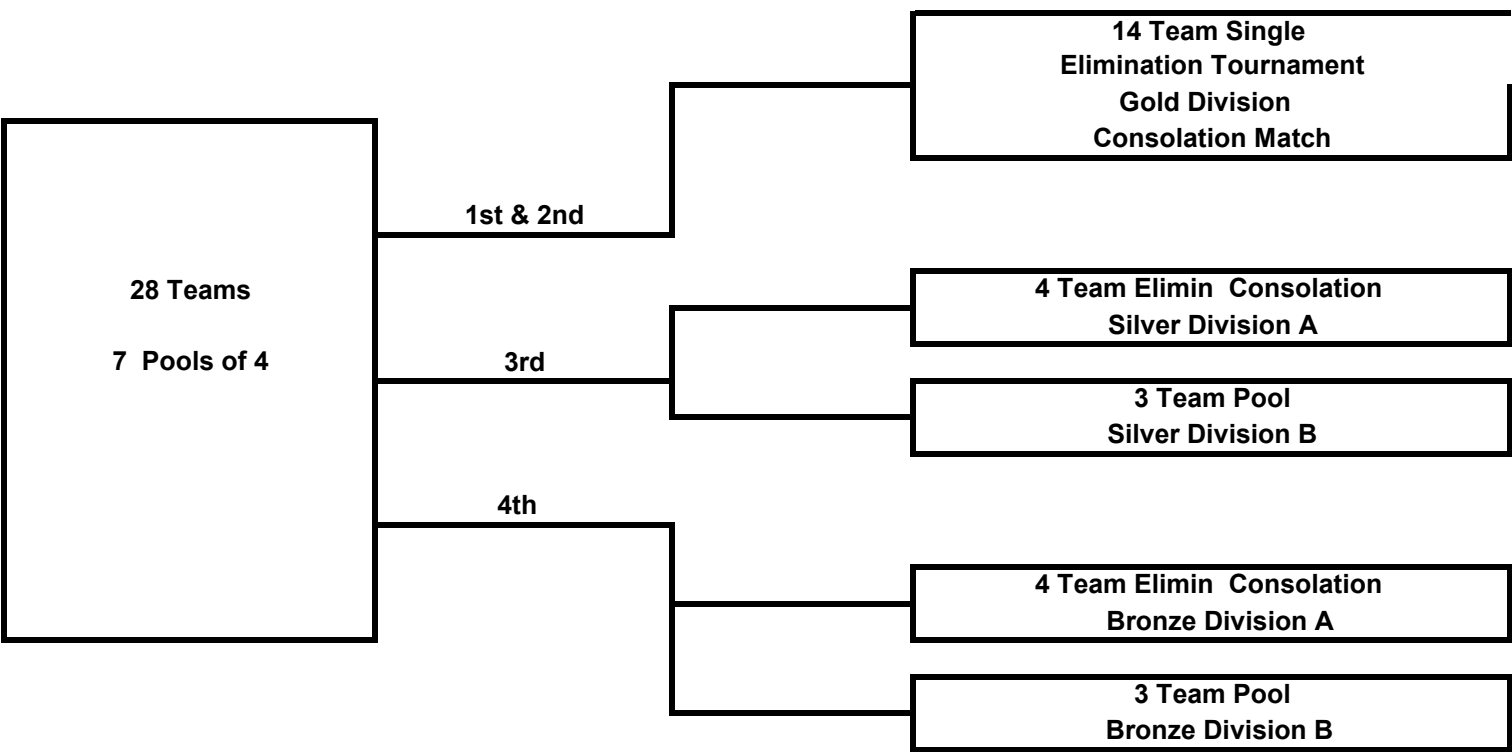 14 Team Single
Elimination Tournament
Gold Division
Consolation Match
1st & 2nd
28 Teams
7 Pools of 4
4 Team Elimin Consolation
Silver Division A
3rd
3 Team Pool
Silver Division B
4th
4 Team Elimin Consolation
Bronze Division A
3 Team Pool
Bronze Division B